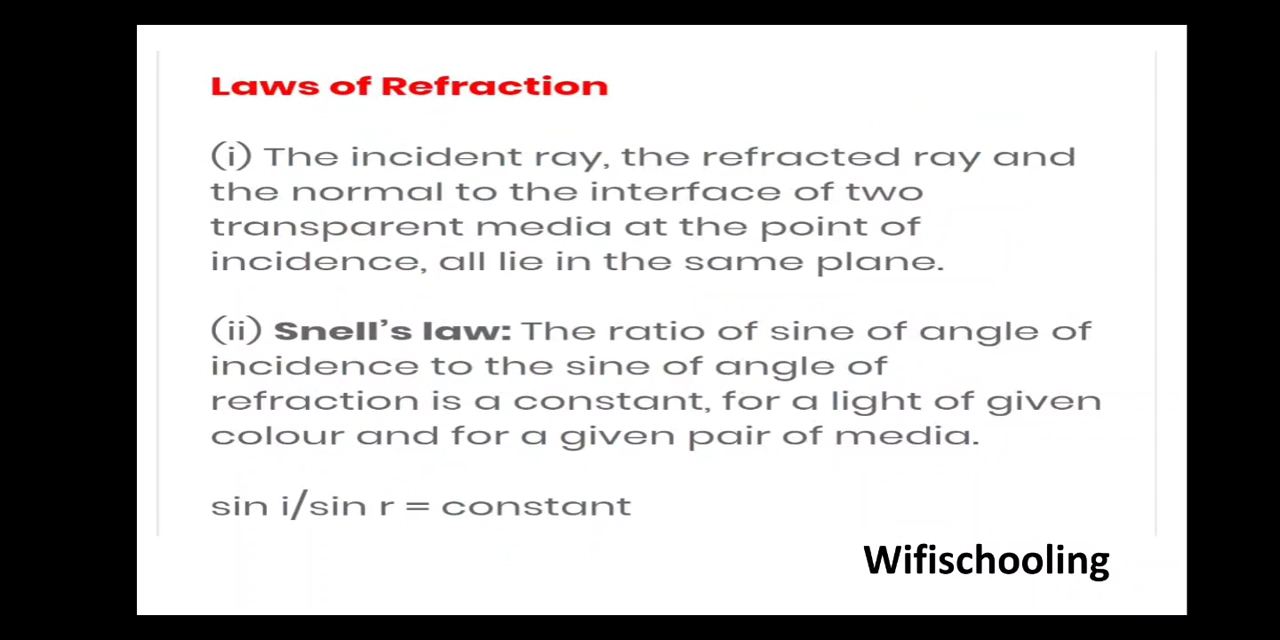 Laws of Refraction
(i) The incident ray, the refracted ray and
the normal to the interface of two
transparent media at the point of
incidence, all lie in the same plane.
(ii) Snell's law: The ratio of sine of angle of
incidence to the sine of angle of
refraction is a constant, for a light of given
colour and for a given pair of media.
sin i/sin r = constant
Wifischooling